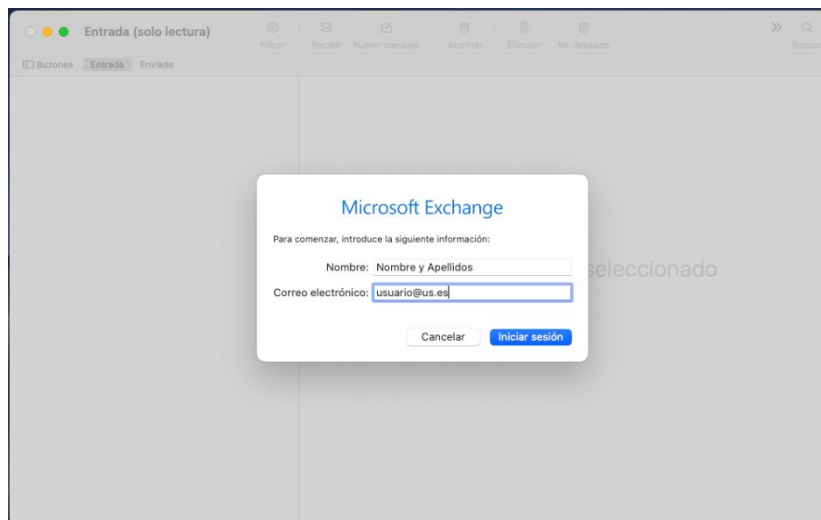 Entrada (solo lectura)
Filtrar Recibir Nuevo mensaje Archivar Eliminar No deseado Buscar
Buzones Entrada Enviado
Microsoft Exchange
Para comenzar, introduce la siguiente información:
Nombre: Nombre y Apellidos
seleccionado
Correo electrónico: usuario@us.es
Cancelar Iniciar sesión